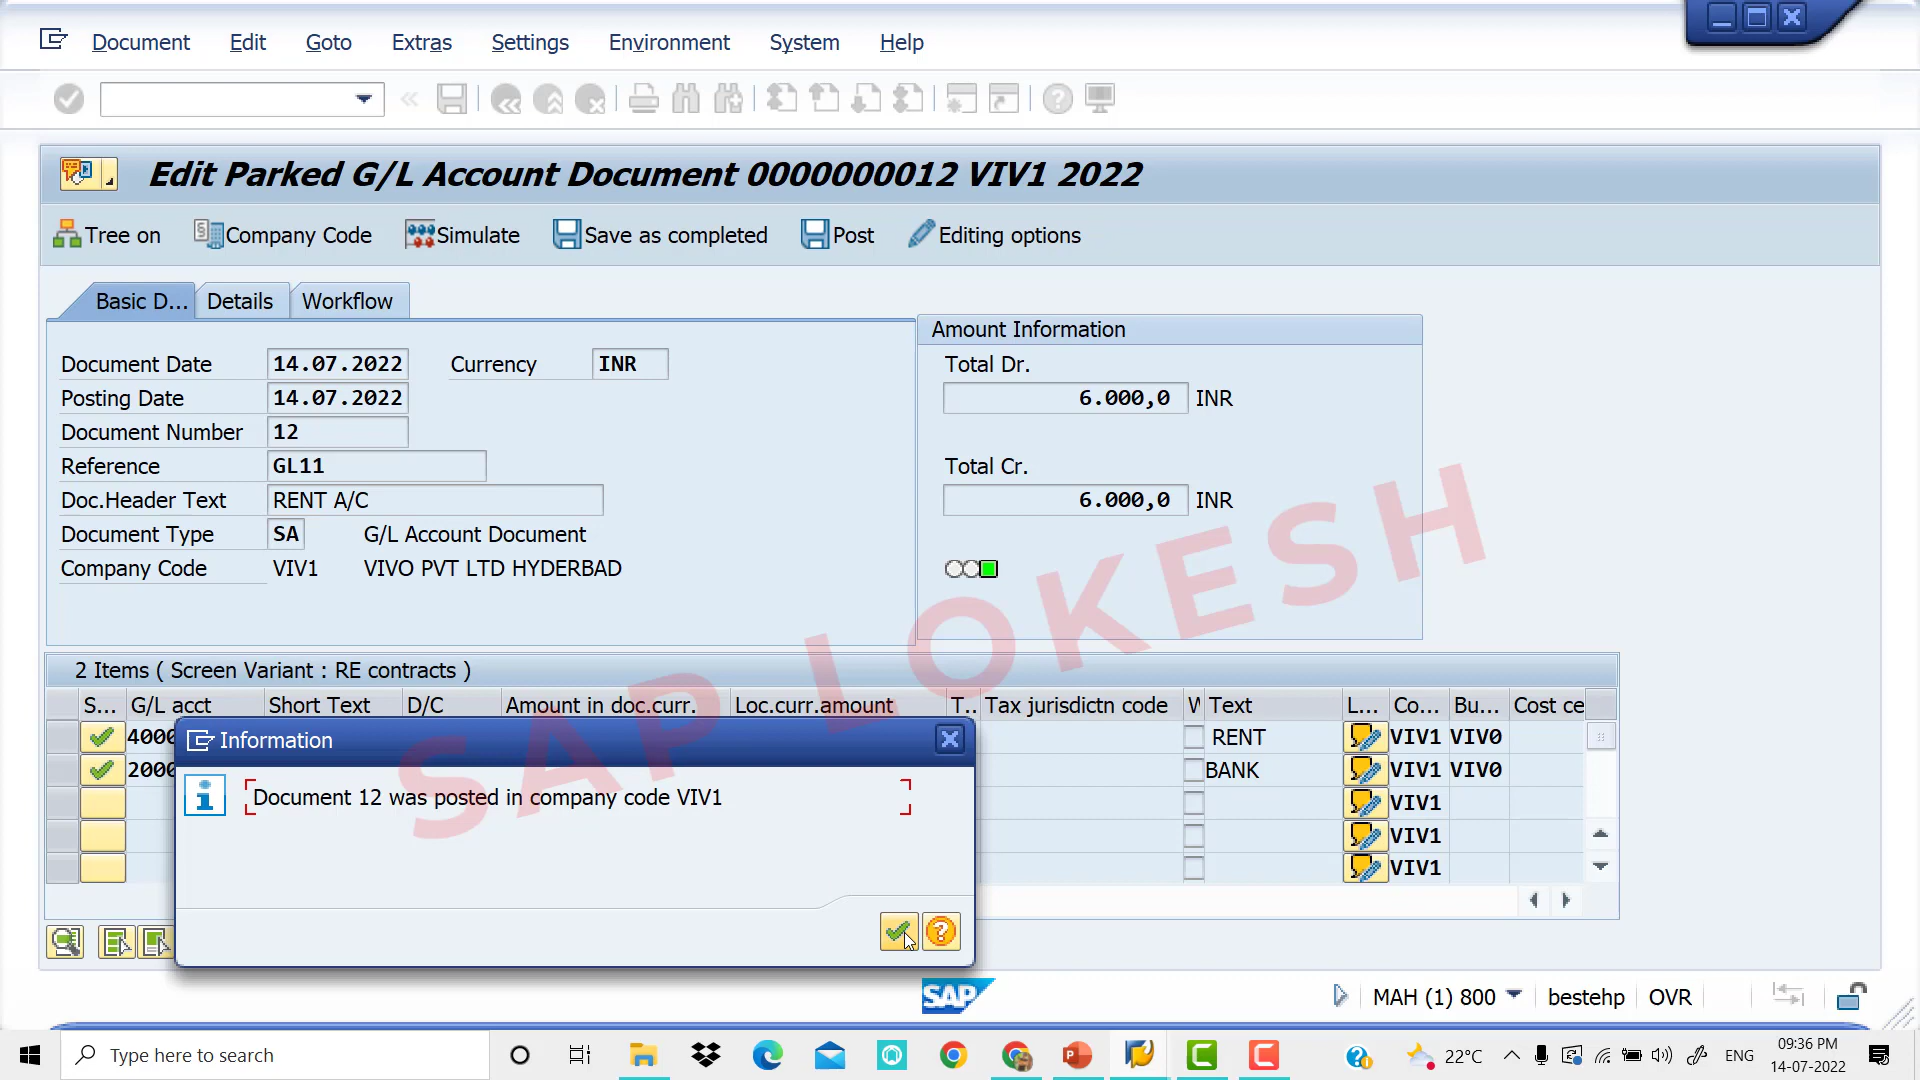 Document Edit Goto Extras Settings Environment System Help
Edit Parked G/L Account Document 0000000012 VIV1 2022
Tree on Company Code Simulate Save as completed Post Editing options
Basic D... Details Workflow
Document Date 14.07.2022 Currency INR
Posting Date 14.07.2022
Document Number 12
Reference GL11
Doc.Header Text RENT A/C
Document Type SA G/L Account Document
Company Code VIV1 VIVO PVT LTD HYDERBAD
Amount Information
Total Dr.
6.000,0 INR
Total Cr.
6.000,0 INR
SAP LOKESH
2 Items ( Screen Variant : RE contracts )
S... G/L acct Short Text D/C Amount in doc.curr. Loc.curr.amount T.. Tax jurisdictn code W Text L... Co... Bu... Cost ce
4000 RENT VIV1 VIV0
2000 BANK VIV1 VIV0
VIV1
VIV1
VIV1
Information
Document 12 was posted in company code VIV1
SAP
MAH (1) 800 bestehp OVR
Type here to search
22°C ENG
09:36 PM
14-07-2022